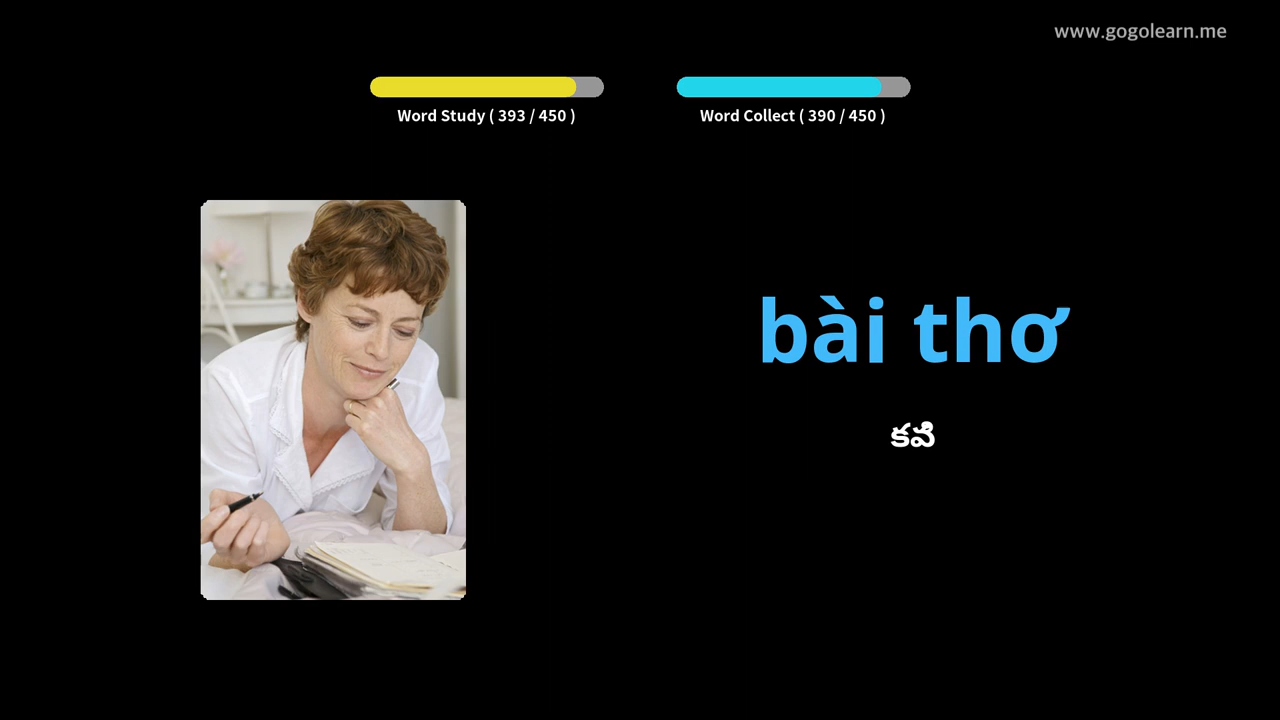 www.gogolearn.me
Word Study ( 393 / 450 )
Word Collect ( 390 / 450 )
bài thơ
కవి